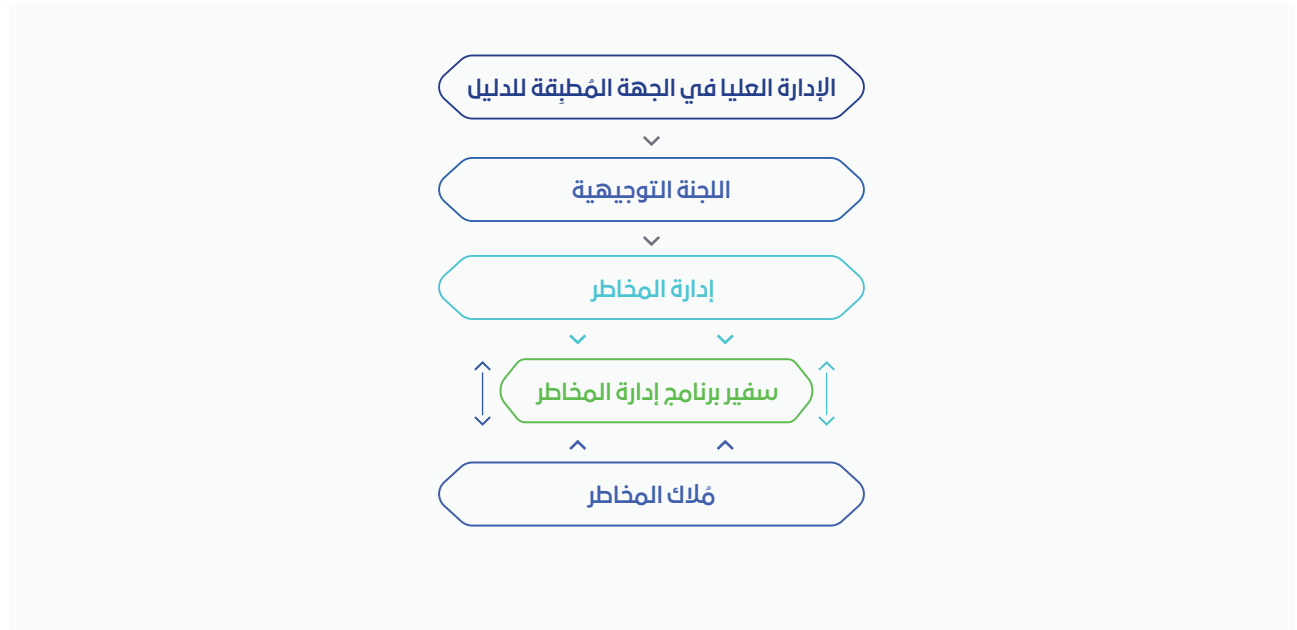 الإدارة العليا في الجهة المُطبِقة للدليل
اللجنة التوجيهية
إدارة المخاطر
سفير برنامج إدارة المخاطر
مُلاك المخاطر